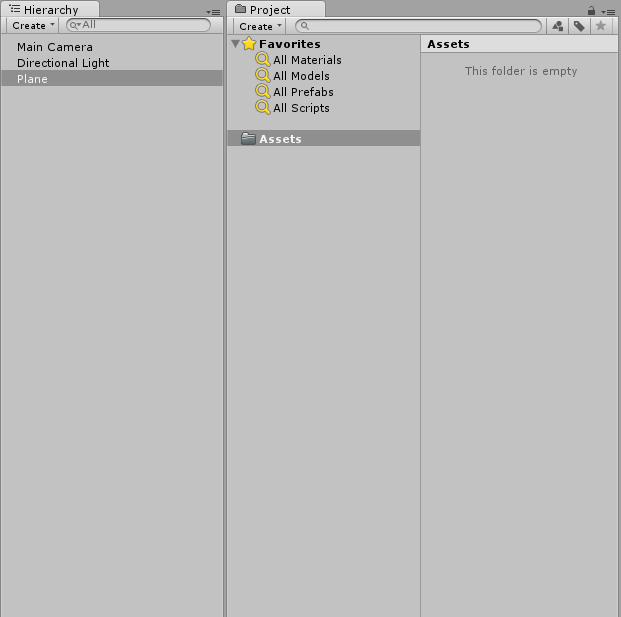 Hierarchy
Create All
Main Camera
Directional Light
Plane
Project
Create
Favorites
All Materials
All Models
All Prefabs
All Scripts
Assets
Assets
This folder is empty